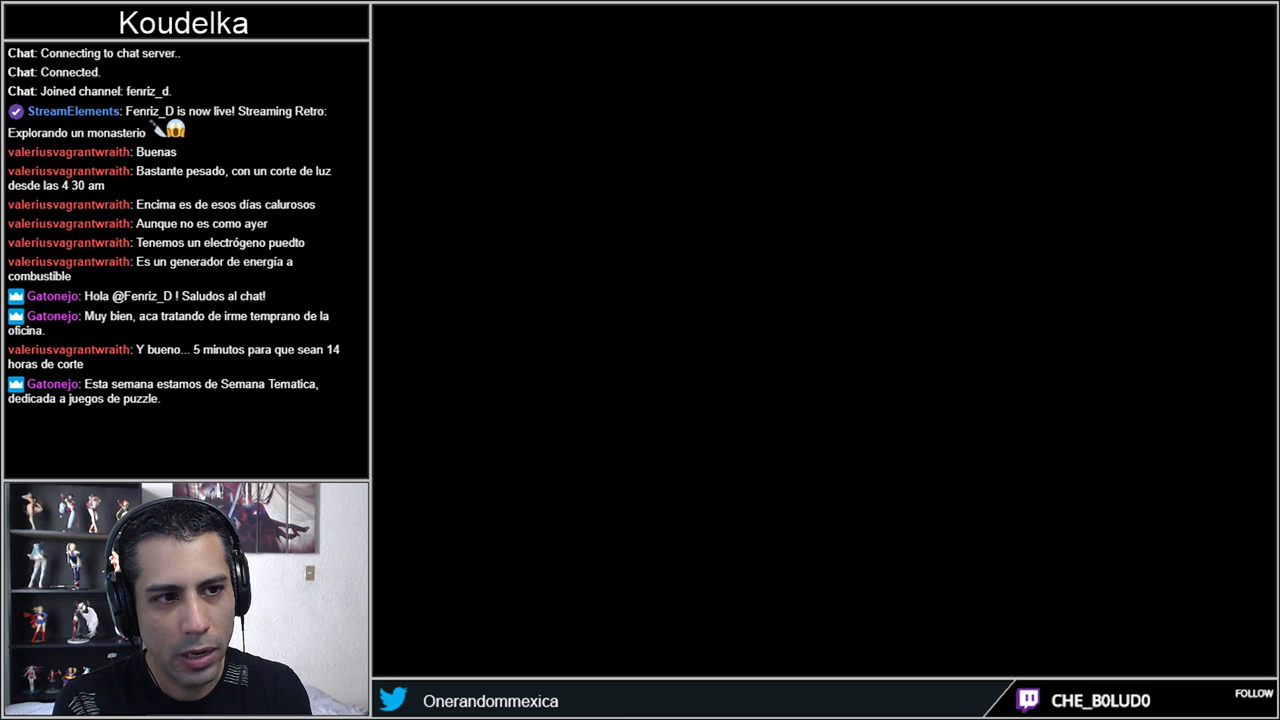 Koudelka
Chat: Connecting to chat server..
Chat: Connected.
Chat: Joined channel: fenriz_d.
StreamElements: Fenriz_D is now live! Streaming Retro:
Explorando un monasterio 🔪😱
valeriusvagrantwraith: Buenas
valeriusvagrantwraith: Bastante pesado, con un corte de luz
desde las 4 30 am
valeriusvagrantwraith: Encima es de esos días calurosos
valeriusvagrantwraith: Aunque no es como ayer
valeriusvagrantwraith: Tenemos un electrógeno puedto
valeriusvagrantwraith: Es un generador de energía a
combustible
Gatonejo: Hola @Fenriz_D ! Saludos al chat!
Gatonejo: Muy bien, aca tratando de irme temprano de la
oficina.
valeriusvagrantwraith: Y bueno... 5 minutos para que sean 14
horas de corte
Gatonejo: Esta semana estamos de Semana Tematica,
dedicada a juegos de puzzle.
Onerandommexica
CHE_B0LUD0
FOLLOW